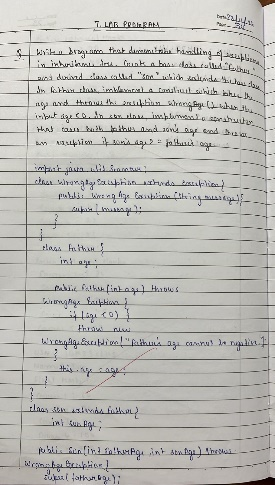 7. LAB PROGRAM
Date
Page
Q Write a program that demonstrate handling of exceptions
in inheritance tree. Create a base class called "father"
and derived class called "son" which extends the base class.
In father class, implement a constructor which takes the
age and throws the exception WrongAge() when the
input age < 0. In son class implement a constructor
that cases both father and son's age and throws
an exception if son's age > = father's age.
import java.util.Scanner;
class WrongAgeException extends Exception {
public WrongAgeException(String message) {
super(message);
}
}
class Father {
int age;
public Father(int age) throws
WrongAgeException {
if (age < 0) {
throw new
WrongAgeException("Father's age cannot be negative.");
}
this.age = age;
}
}
class Son extends Father {
int sonAge;
public Son(int fatherAge, int sonAge) throws
WrongAgeException {
super(fatherAge);